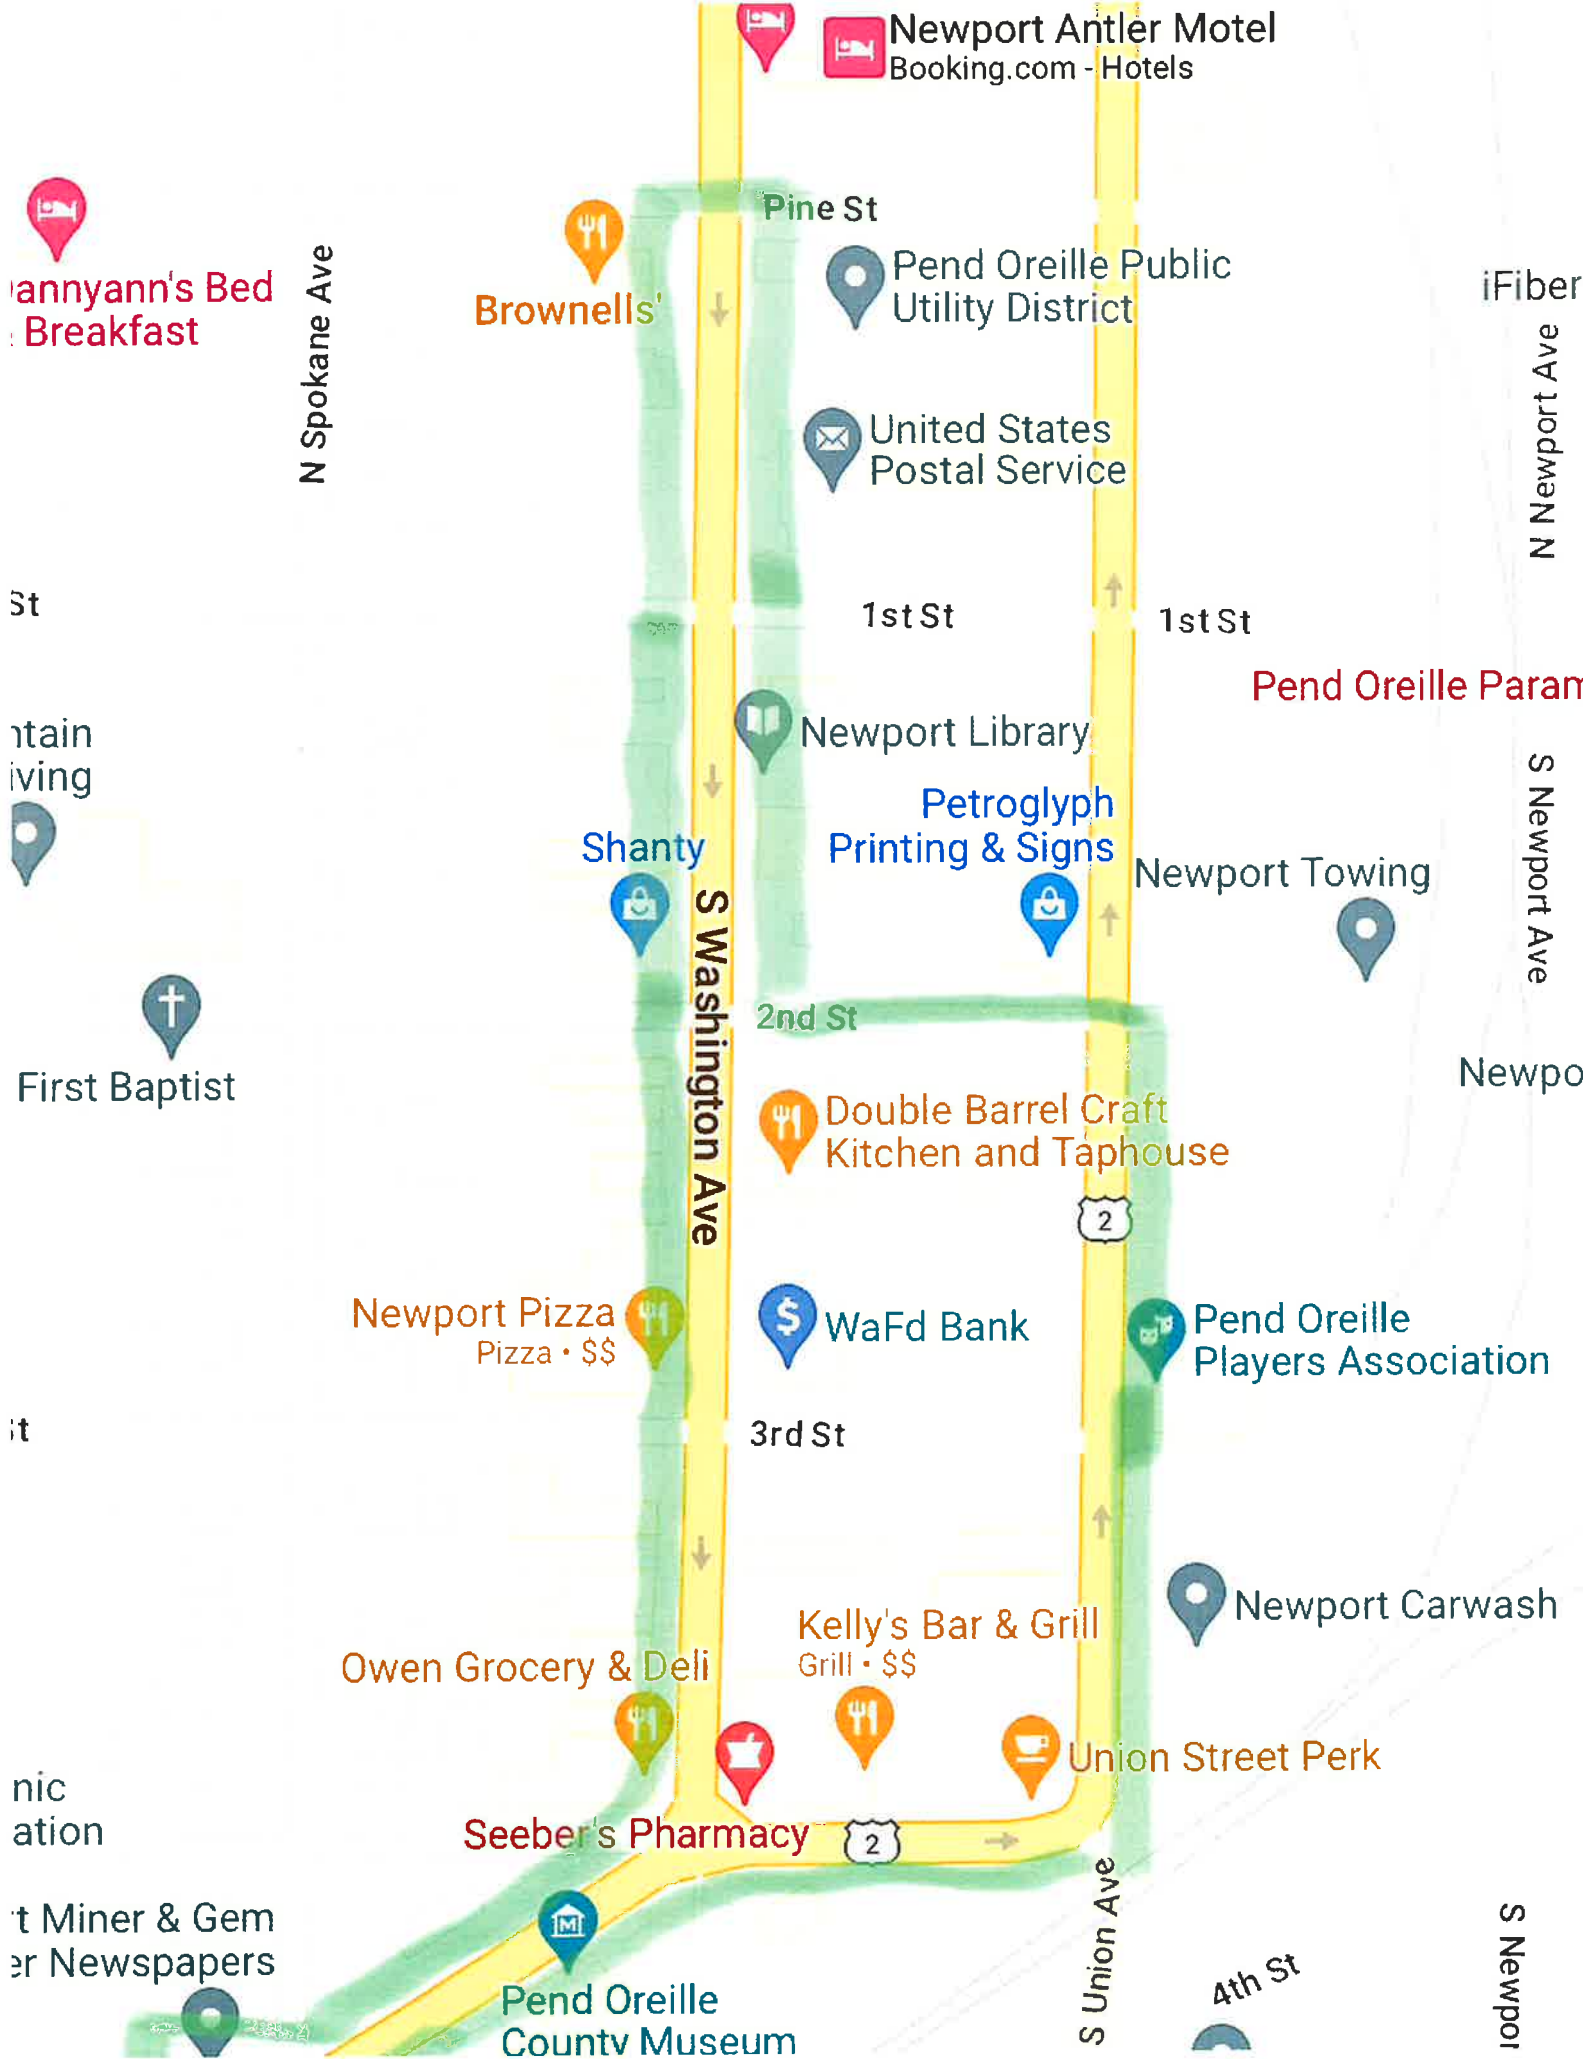 Newport Antler Motel
Booking.com - Hotels
Pine St
Brownells'
Pend Oreille Public
Utility District
annyann's Bed
Breakfast
N Spokane Ave
iFiber
N Newport Ave
United States
Postal Service
St
1st St
1st St
Pend Oreille Param
Newport Library
ntain
iving
Petroglyph
Printing & Signs
Shanty
Newport Towing
S Newport Ave
S Washington Ave
2nd St
First Baptist
Newpo
Double Barrel Craft
Kitchen and Taphouse
2
Newport Pizza
Pizza • $$
WaFd Bank
Pend Oreille
Players Association
3rd St
Newport Carwash
Kelly's Bar & Grill
Grill • $$
Owen Grocery & Deli
Union Street Perk
nic
ation
Seeber's Pharmacy
2
S Union Ave
rt Miner & Gem
er Newspapers
4th St
S Newpor
Pend Oreille
County Museum